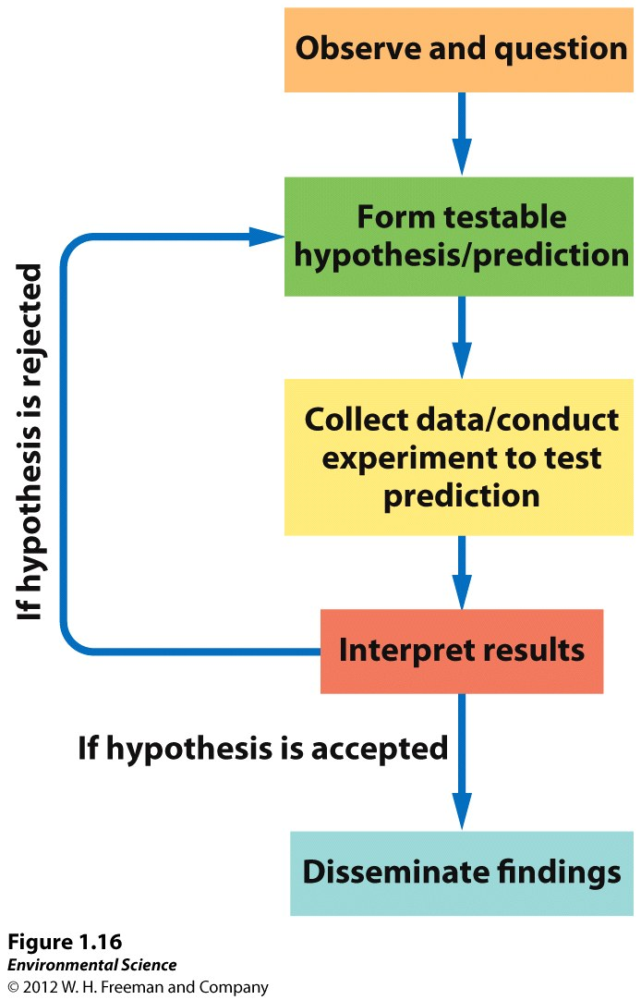 Observe and question
Form testable
hypothesis/prediction
If hypothesis is rejected
Collect data/conduct
experiment to test
prediction
Interpret results
If hypothesis is accepted
Disseminate findings
Figure 1.16
Environmental Science
© 2012 W. H. Freeman and Company